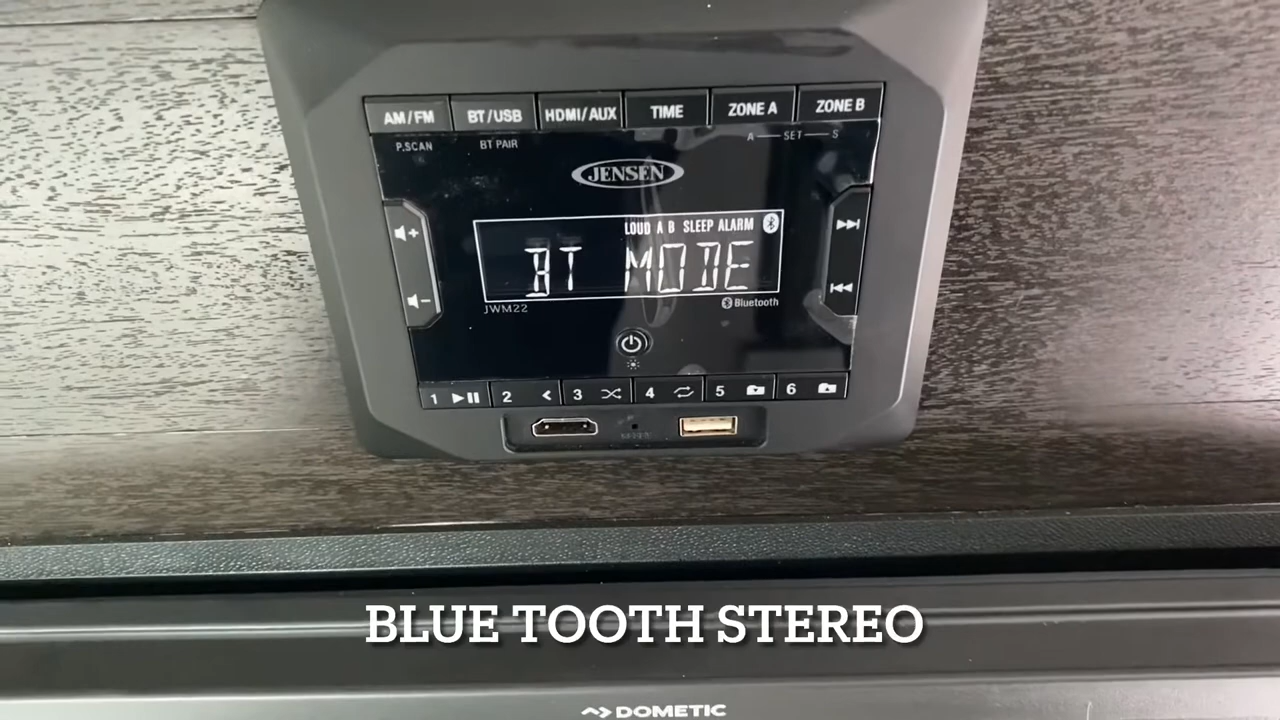 AM/FM BT/USB HDMI/AUX TIME ZONE A ZONE B
P.SCAN BT PAIR A SET S
JENSEN
LOUD A B SLEEP ALARM
BT MODE
JWM22 Bluetooth
1 2 3 4 5 6
BLUE TOOTH STEREO
DOMETIC